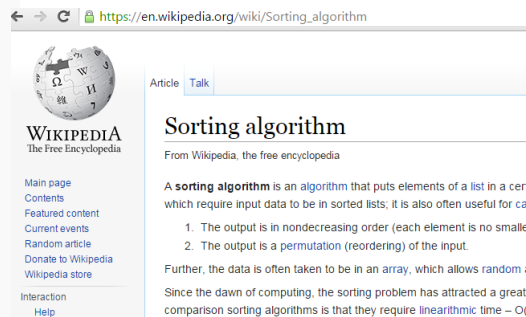 https://en.wikipedia.org/wiki/Sorting_algorithm
WIKIPEDIA
The Free Encyclopedia
Main page
Contents
Featured content
Current events
Random article
Donate to Wikipedia
Wikipedia store
Interaction
Help
Article Talk
Sorting algorithm
From Wikipedia, the free encyclopedia
A sorting algorithm is an algorithm that puts elements of a list in a
which require input data to be in sorted lists; it is also often useful for
1. The output is in nondecreasing order (each element is no
2. The output is a permutation (reordering) of the input.
Further, the data is often taken to be in an array, which allows random
Since the dawn of computing, the sorting problem has attracted a great
comparison sorting algorithms is that they require linearithmic time –